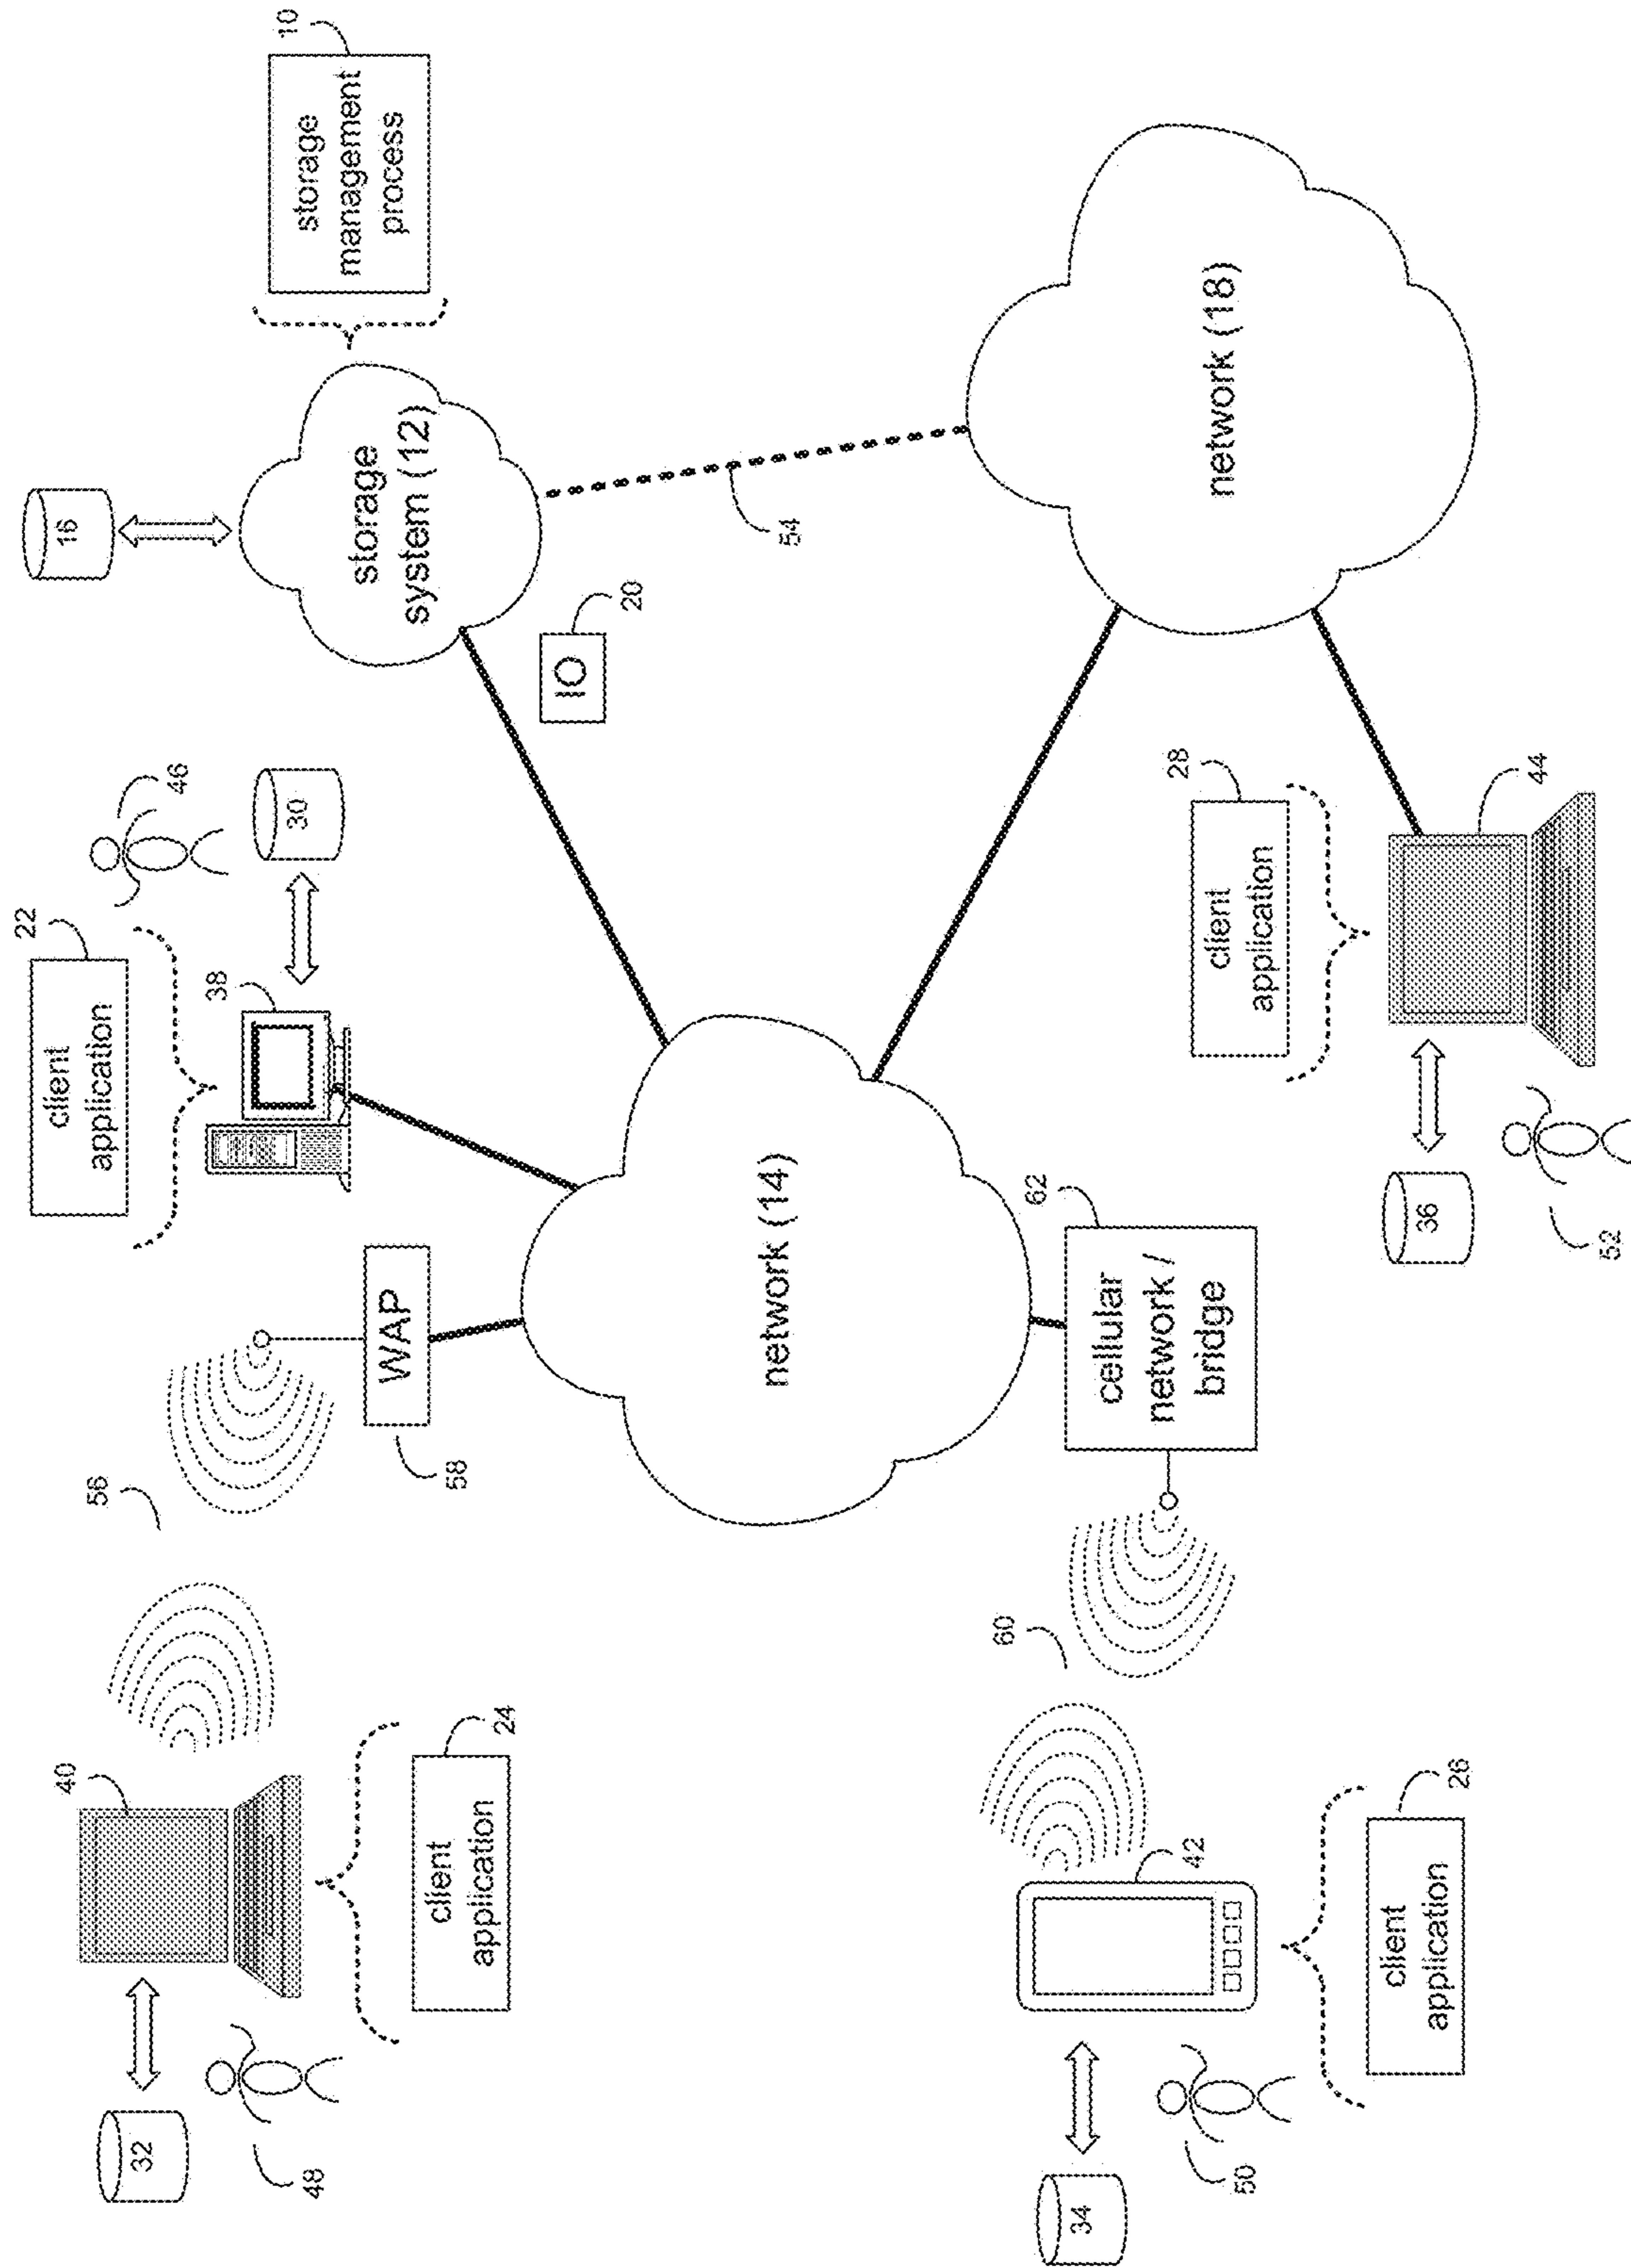 32
48
40
client
application
24
56
58
WAP
client
application
22
38
46
30
16
storage
management
process
10
storage
system (12)
IO
20
54
network (14)
network (18)
34
50
42
client
application
26
60
cellular
network /
bridge
62
client
application
28
36
52
44